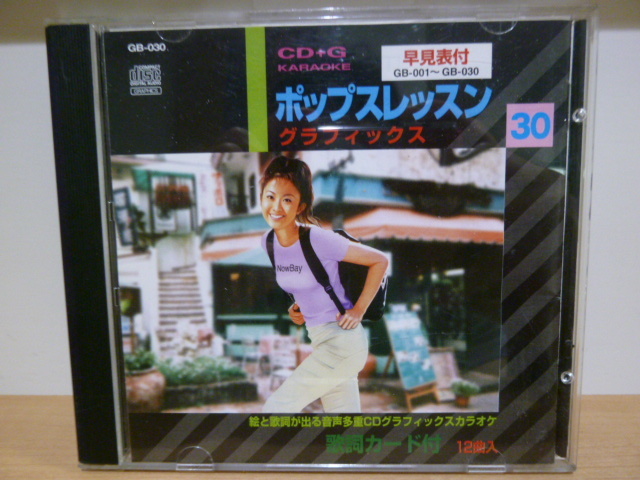 GB-030
COMPACT
disc
DIGITAL AUDIO
GRAPHICS
CD+G
KARAOKE
早見表付
GB-001～GB-030
ポップスレッスン
グラフィックス
30
NowBay
絵と歌詞が出る音声多重CDグラフィックスカラオケ
歌詞カード付
12曲入